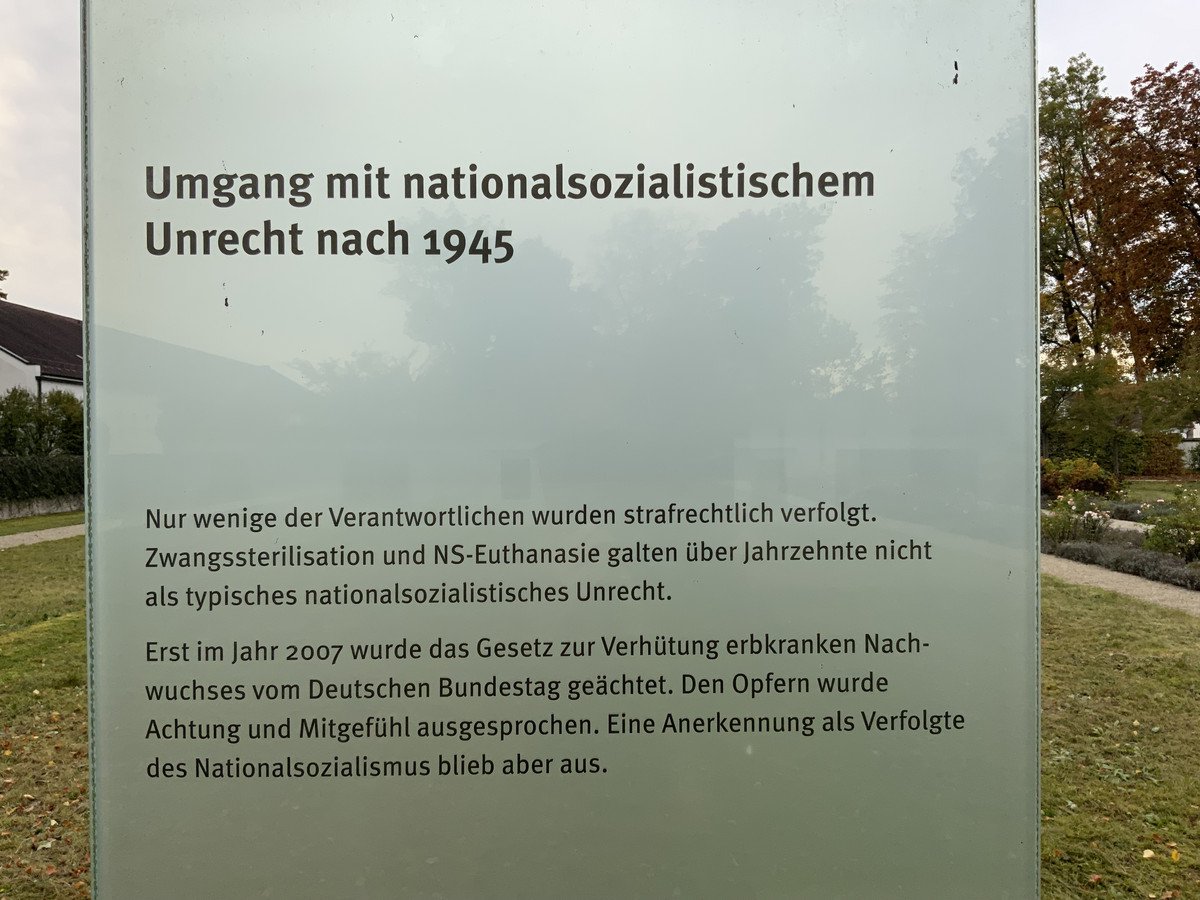 Umgang mit nationalsozialistischem
Unrecht nach 1945
Nur wenige der Verantwortlichen wurden strafrechtlich verfolgt.
Zwangssterilisation und NS-Euthanasie galten über Jahrzehnte nicht
als typisches nationalsozialistisches Unrecht.
Erst im Jahr 2007 wurde das Gesetz zur Verhütung erbkranken Nach-
wuchses vom Deutschen Bundestag geächtet. Den Opfern wurde
Achtung und Mitgefühl ausgesprochen. Eine Anerkennung als Verfolgte
des Nationalsozialismus blieb aber aus.